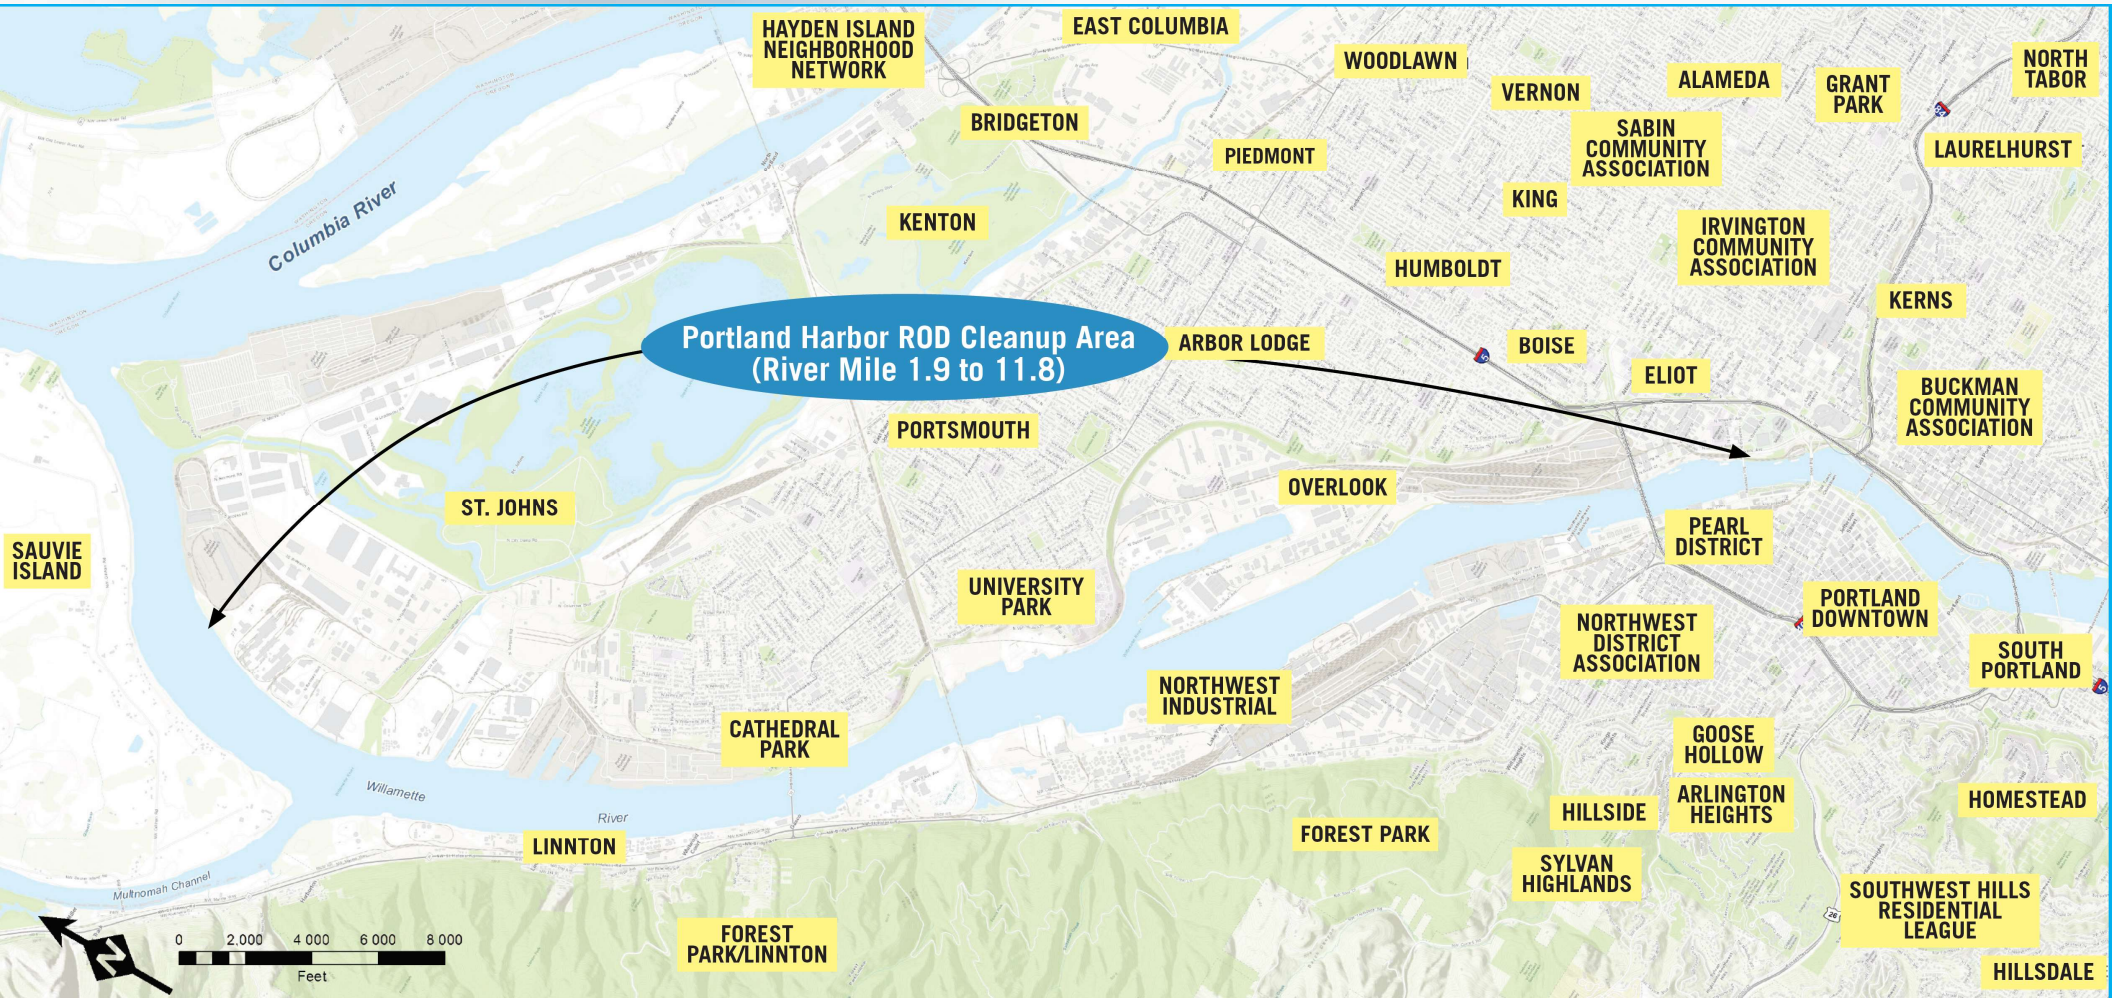 HAYDEN ISLAND
NEIGHBORHOOD
NETWORK
EAST COLUMBIA
WOODLAWN
VERNON
ALAMEDA
GRANT
PARK
NORTH
TABOR
84
BRIDGETON
PIEDMONT
SABIN
COMMUNITY
ASSOCIATION
LAURELHURST
KING
Columbia River
KENTON
IRVINGTON
COMMUNITY
ASSOCIATION
HUMBOLDT
KERNS
Portland Harbor ROD Cleanup Area
(River Mile 1.9 to 11.8)
ARBOR LODGE
5
BOISE
ELIOT
BUCKMAN
COMMUNITY
ASSOCIATION
PORTSMOUTH
OVERLOOK
ST. JOHNS
SAUVIE
ISLAND
PEARL
DISTRICT
UNIVERSITY
PARK
PORTLAND
DOWNTOWN
NORTHWEST
DISTRICT
ASSOCIATION
SOUTH
PORTLAND
5
NORTHWEST
INDUSTRIAL
CATHEDRAL
PARK
GOOSE
HOLLOW
Willamette
River
ARLINGTON
HEIGHTS
HILLSIDE
HOMESTEAD
LINNTON
FOREST PARK
SYLVAN
HIGHLANDS
Multnomah Channel
SOUTHWEST HILLS
RESIDENTIAL
LEAGUE
26
FOREST
PARK/LINNTON
N
0 2,000 4 000 6 000 8 000
Feet
HILLSDALE